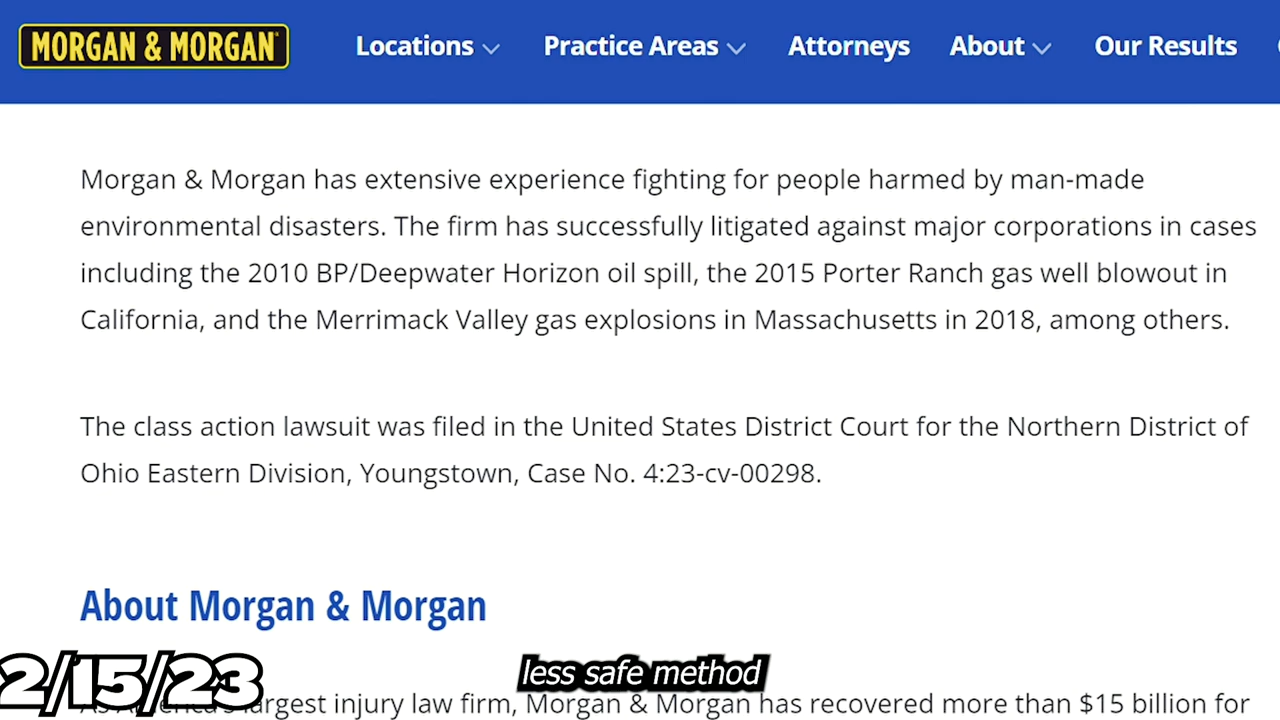 MORGAN & MORGAN
Locations
Practice Areas
Attorneys
About
Our Results
Morgan & Morgan has extensive experience fighting for people harmed by man-made
environmental disasters. The firm has successfully litigated against major corporations in cases
including the 2010 BP/Deepwater Horizon oil spill, the 2015 Porter Ranch gas well blowout in
California, and the Merrimack Valley gas explosions in Massachusetts in 2018, among others.
The class action lawsuit was filed in the United States District Court for the Northern District of
Ohio Eastern Division, Youngstown, Case No. 4:23-cv-00298.
About Morgan & Morgan
2/15/23
less safe method
largest injury law firm, Morgan & Morgan has recovered more than $15 billion for